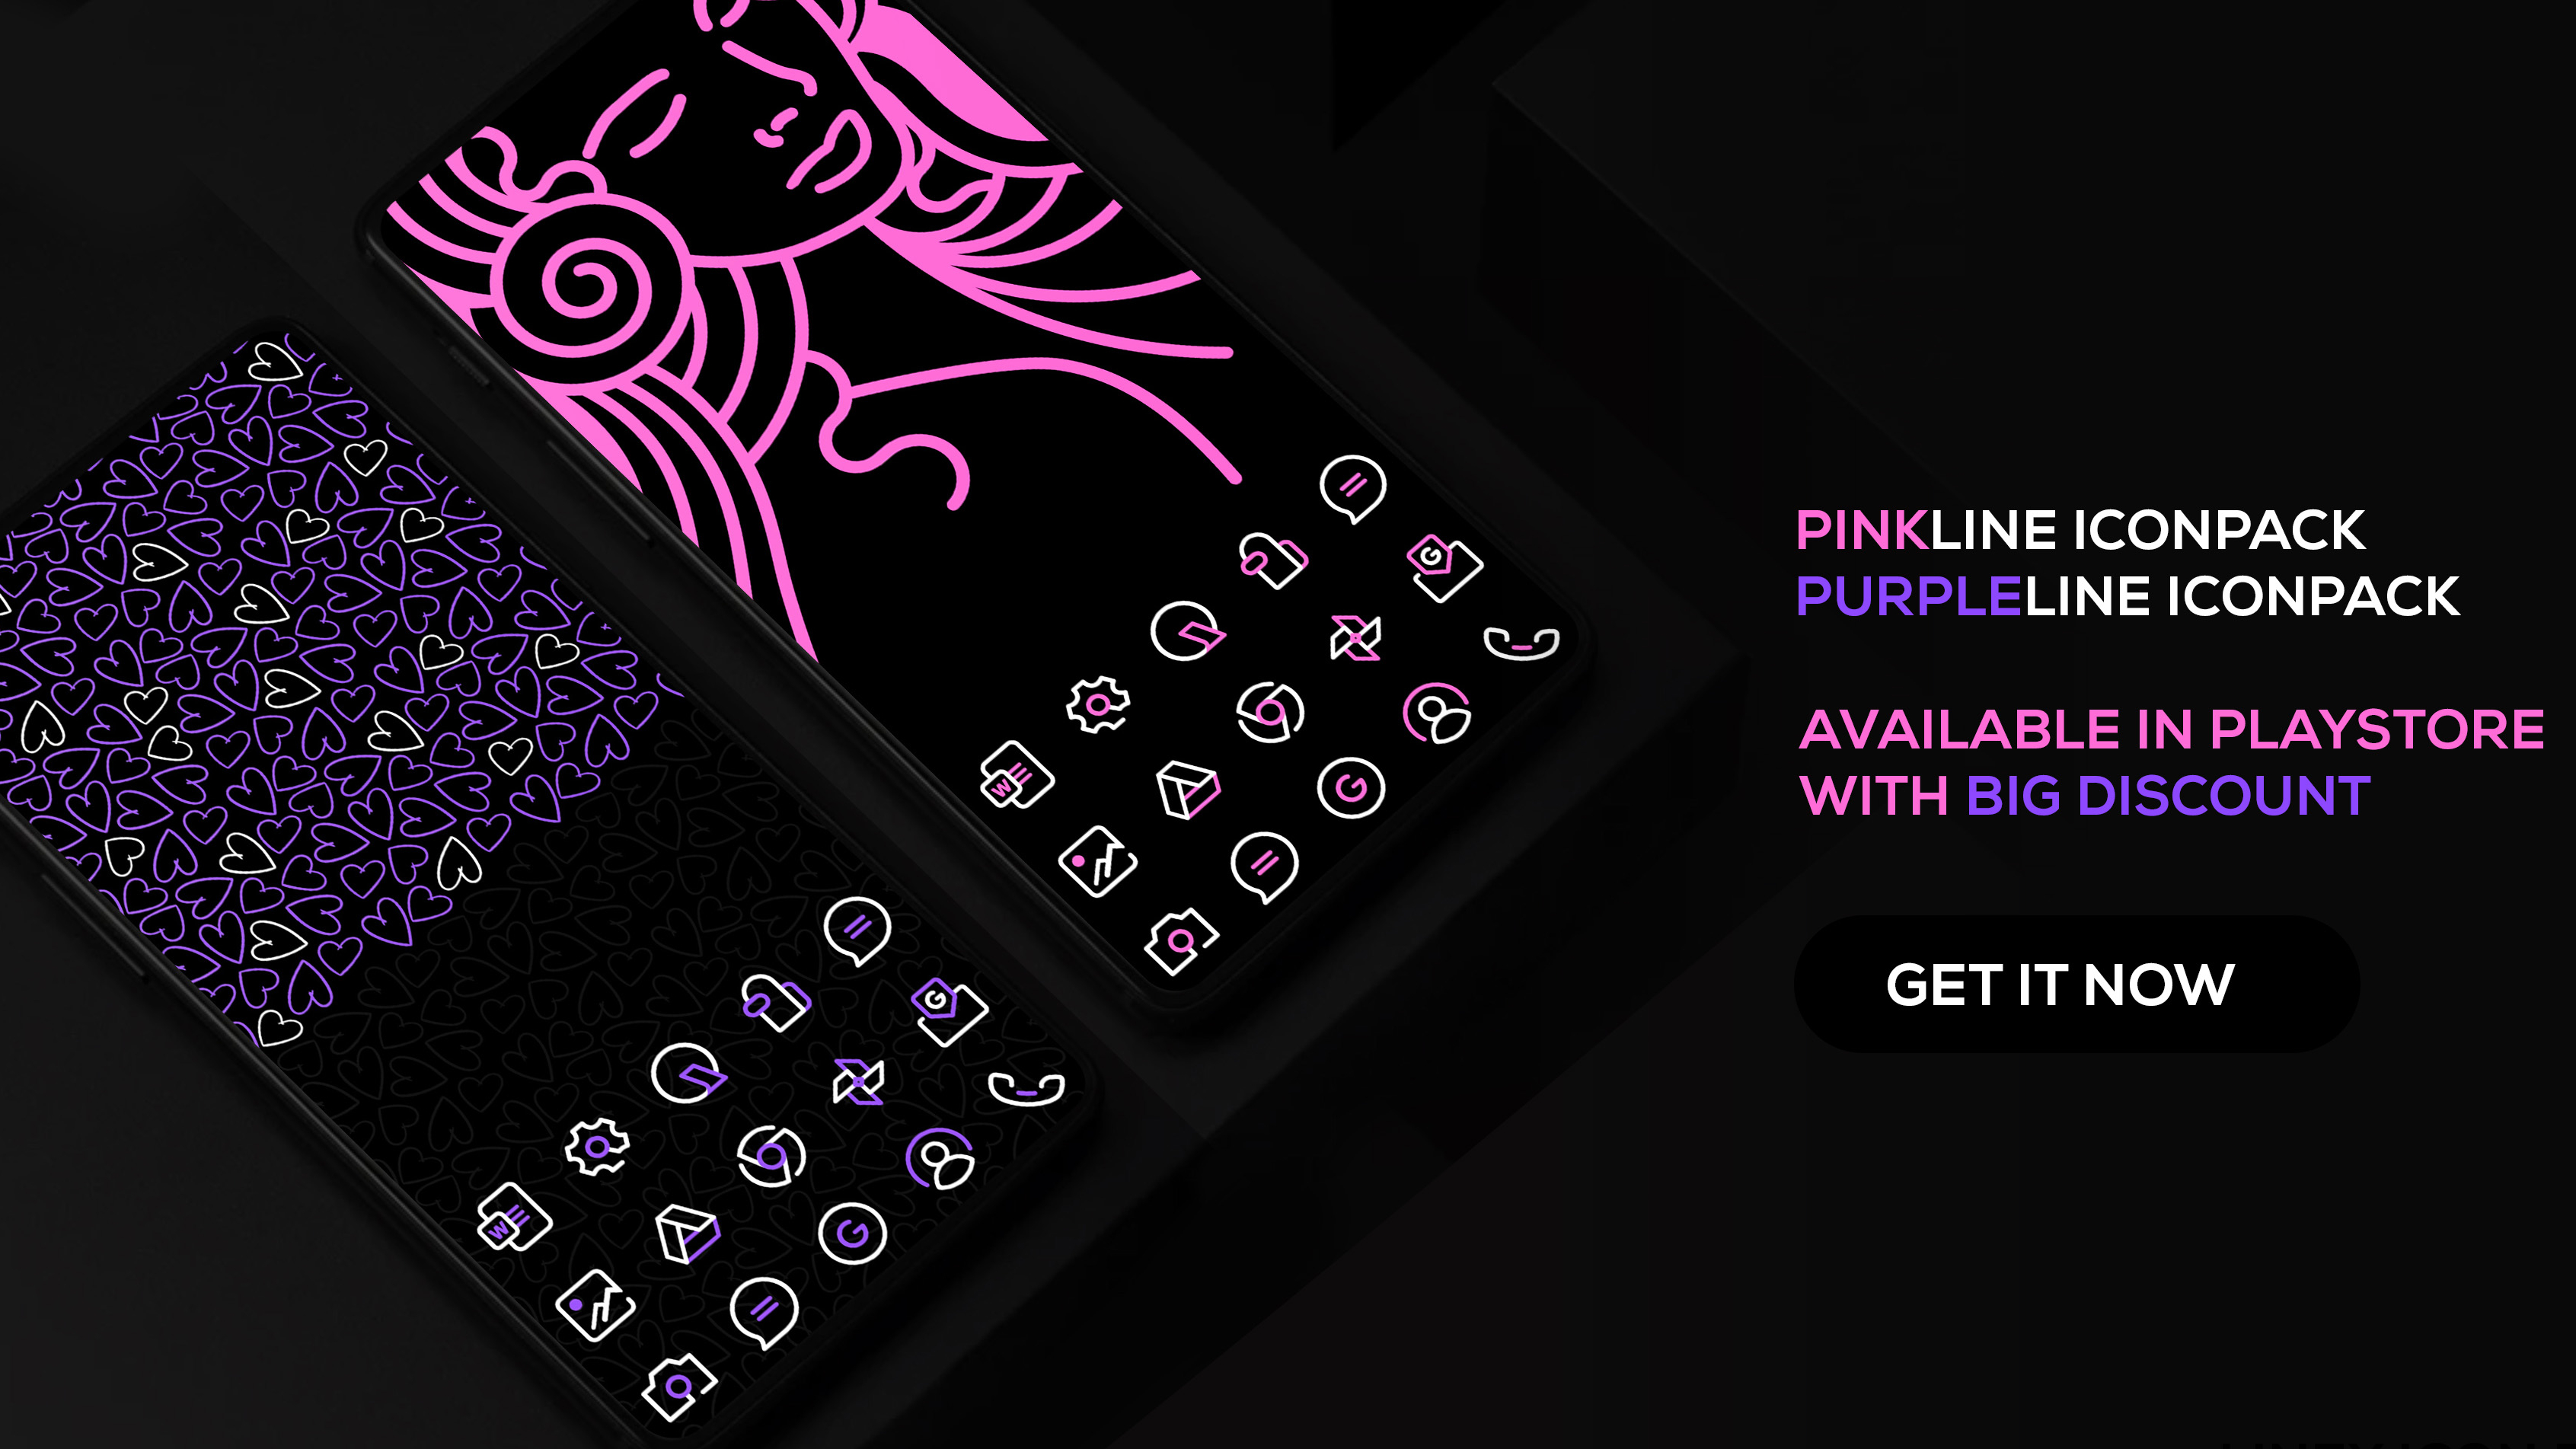 PINKLINE ICONPACK
PURPLELINE ICONPACK
AVAILABLE IN PLAYSTORE
WITH BIG DISCOUNT
GET IT NOW
G
W
G
G
W
G